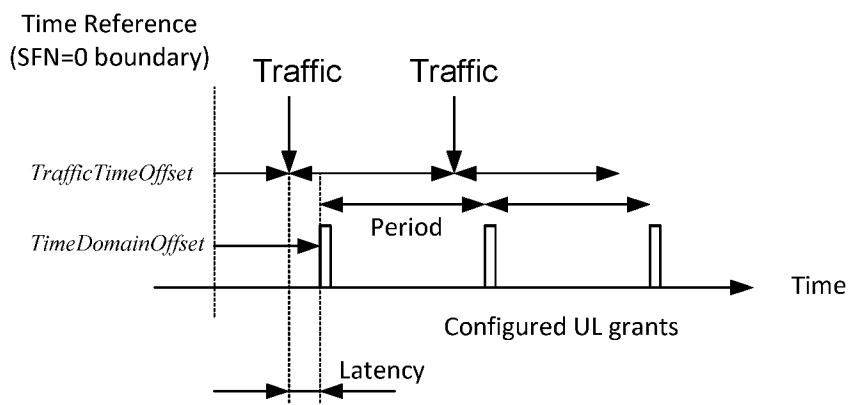 Time Reference
(SFN=0 boundary)
Traffic
Traffic
TrafficTimeOffset
Period
TimeDomainOffset
Time
Configured UL grants
Latency